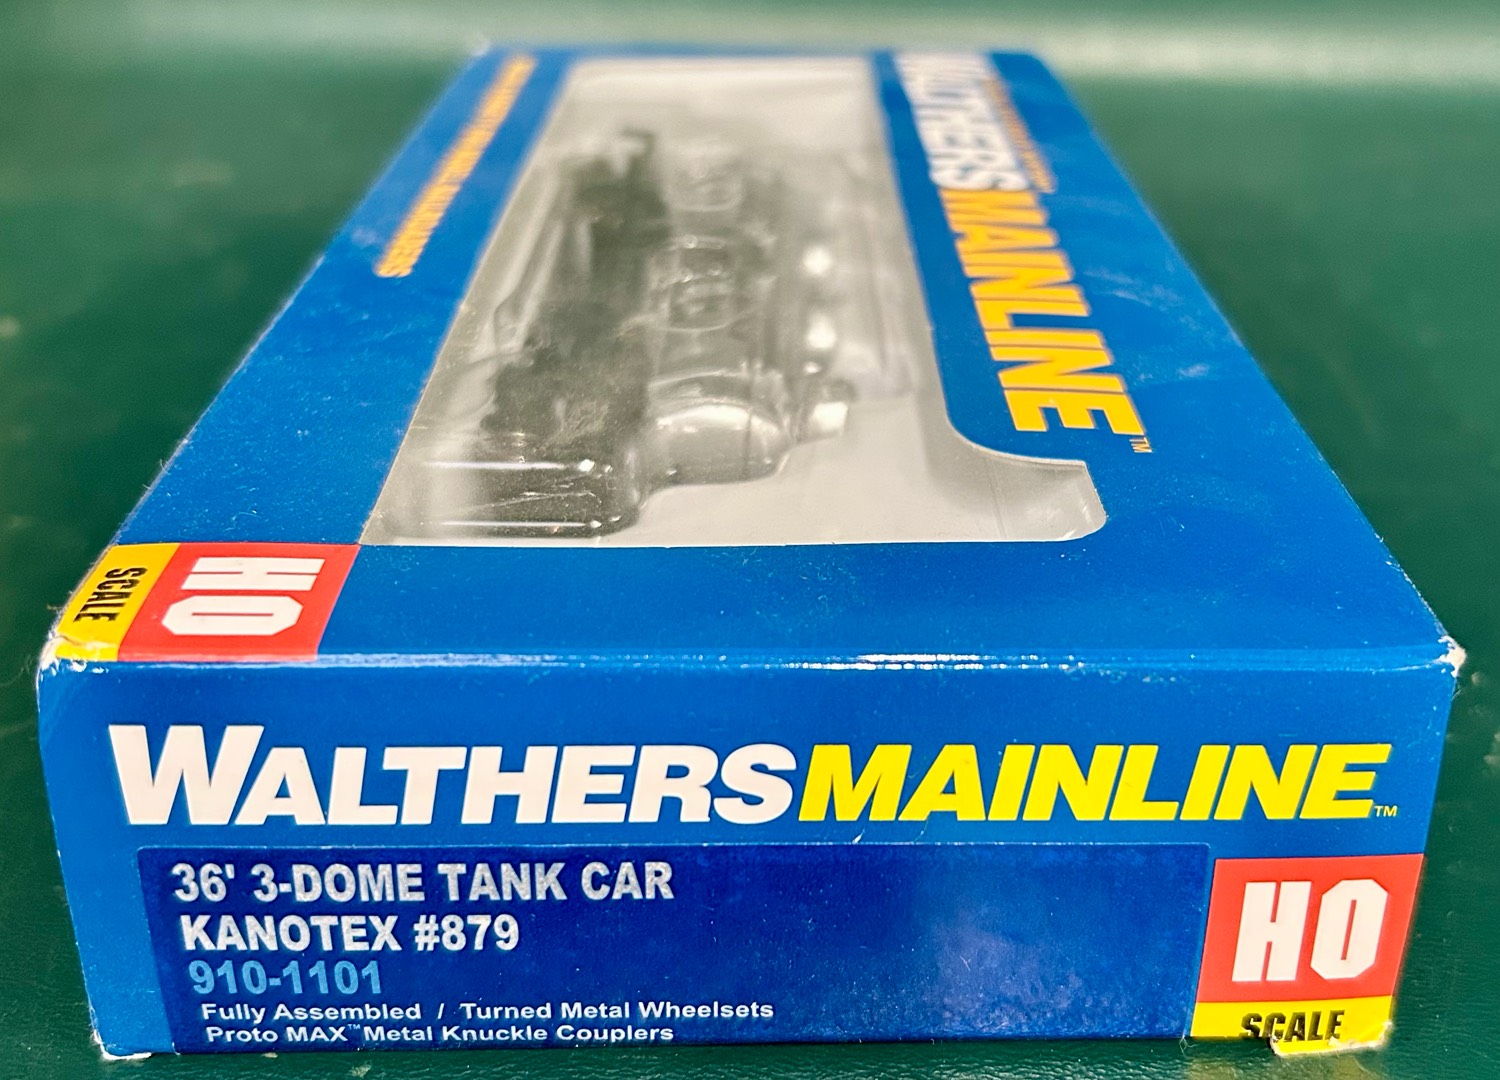 WALTHERSMAINLINE™
HO
SCALE
WALTHERSMAINLINE™
36' 3-DOME TANK CAR
KANOTEX #879
910-1101
Fully Assembled / Turned Metal Wheelsets
Proto MAX™ Metal Knuckle Couplers
HO
SCALE